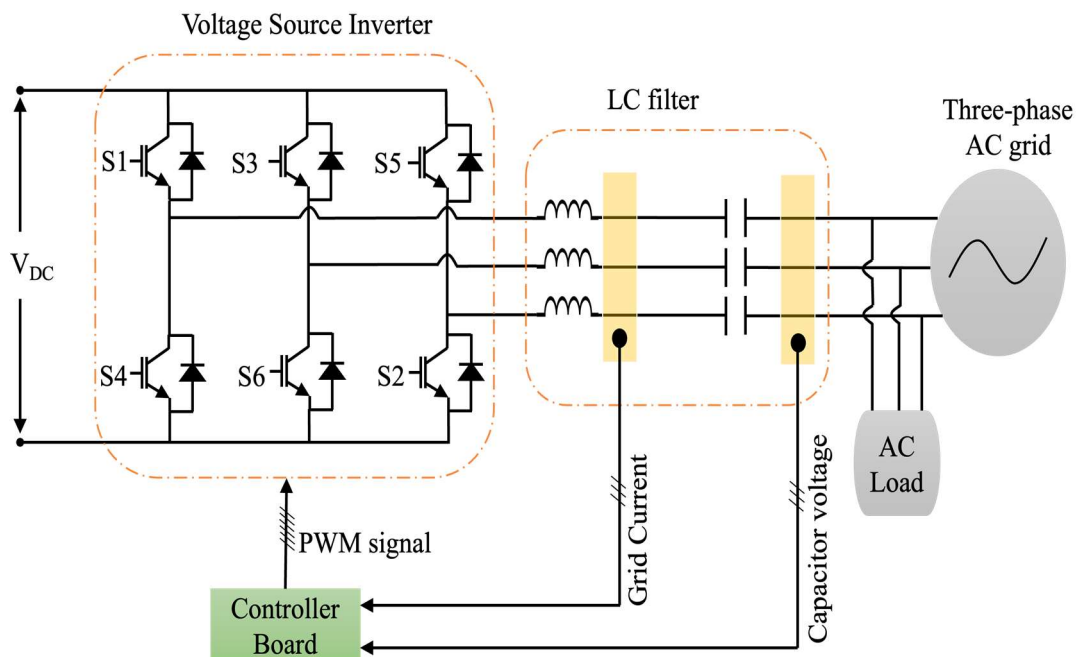 Voltage Source Inverter
LC filter
Three-phase
AC grid
S1
S3
S5
V_DC
S4
S6
S2
AC
Load
PWM signal
Grid Current
Capacitor voltage
Controller
Board